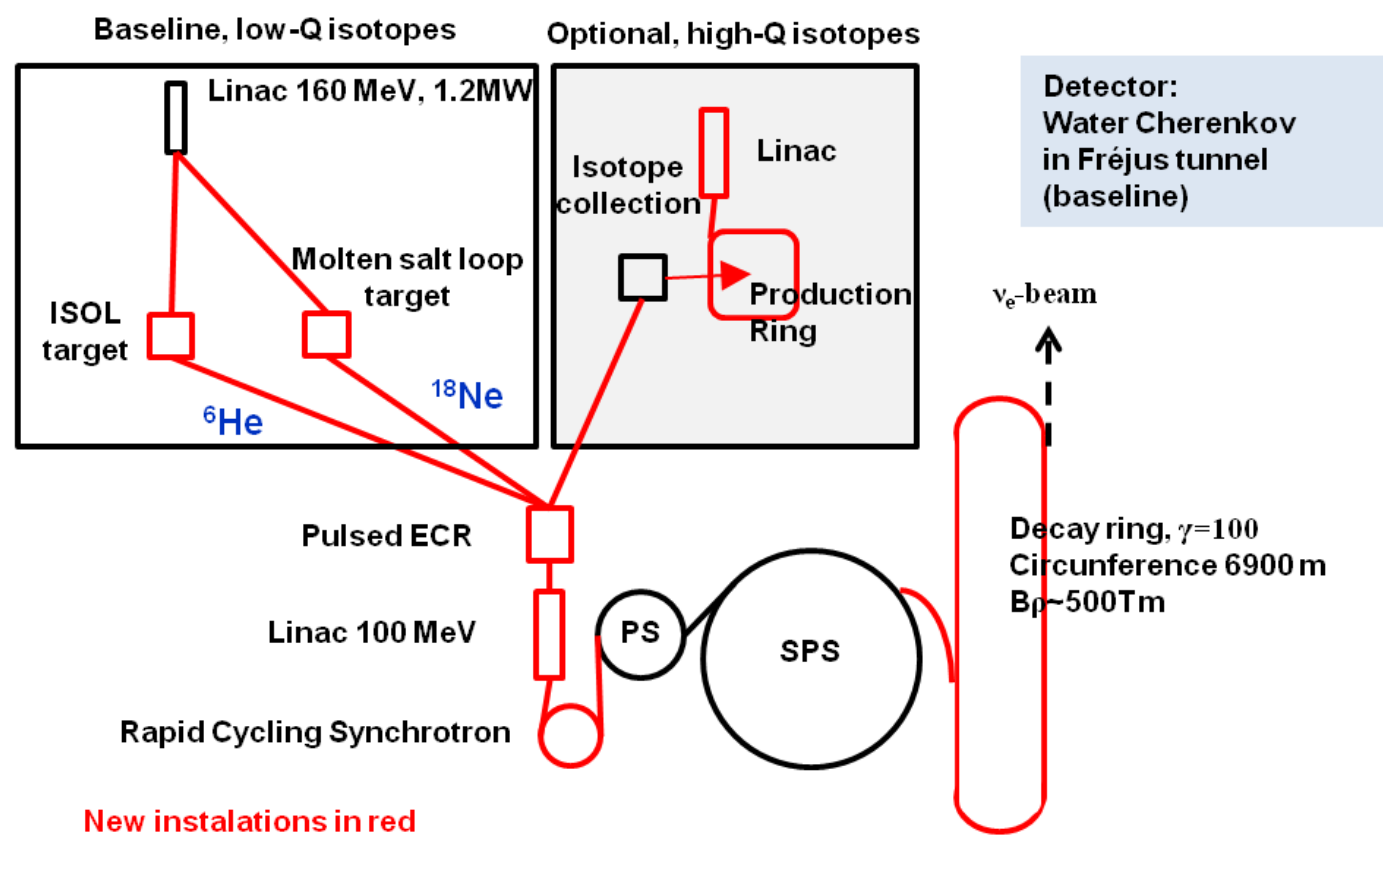 Baseline, low-Q isotopes
Optional, high-Q isotopes
Linac 160 MeV, 1.2MW
Detector:
Water Cherenkov
in Fréjus tunnel
(baseline)
Linac
Isotope
collection
Molten salt loop
target
ISOL
target
Production
Ring
νe-beam
18Ne
6He
Pulsed ECR
Decay ring, γ=100
Circunference 6900 m
Bρ~500Tm
Linac 100 MeV
PS
SPS
Rapid Cycling Synchrotron
New instalations in red